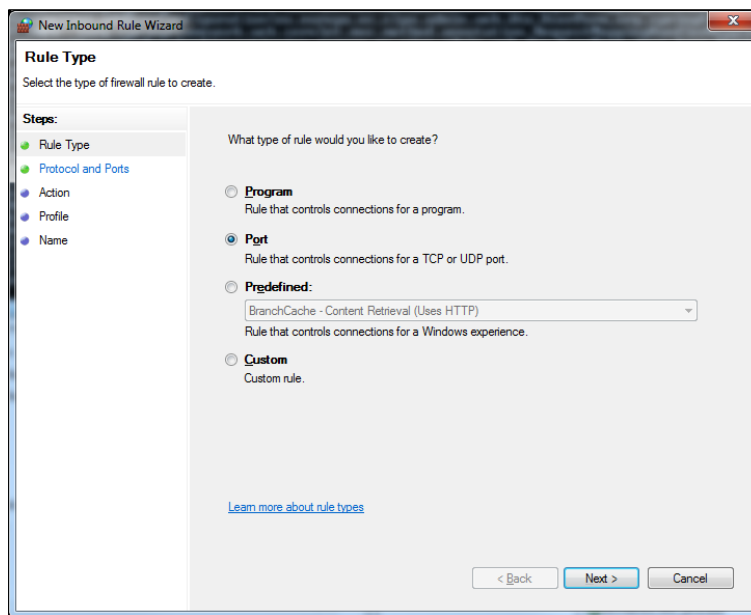 New Inbound Rule Wizard
Rule Type
Select the type of firewall rule to create.
Steps:
Rule Type
Protocol and Ports
Action
Profile
Name
What type of rule would you like to create?
Program
Rule that controls connections for a program.
Port
Rule that controls connections for a TCP or UDP port.
Predefined:
BranchCache - Content Retrieval (Uses HTTP)
Rule that controls connections for a Windows experience.
Custom
Custom rule.
Learn more about rule types
< Back Next > Cancel